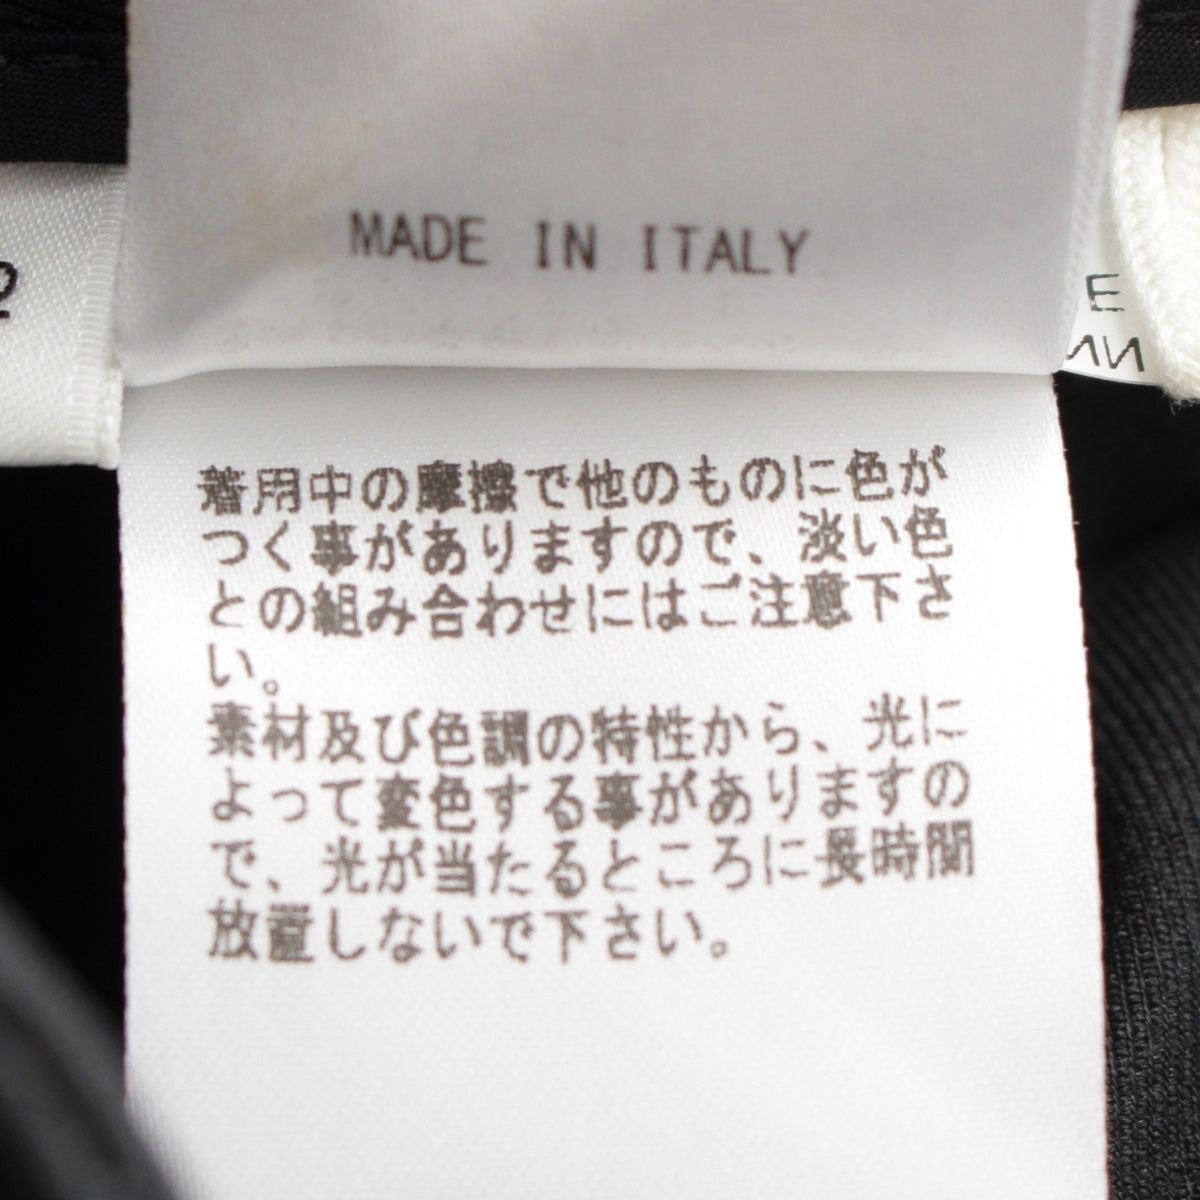 MADE IN ITALY
着用中の摩擦で他のものに色が
つく事がありますので、淡い色
との組み合わせにはご注意下さ
い。
素材及び色調の特性から、光に
よって変色する事がありますの
で、光が当たるところに長時間
放置しないで下さい。
E